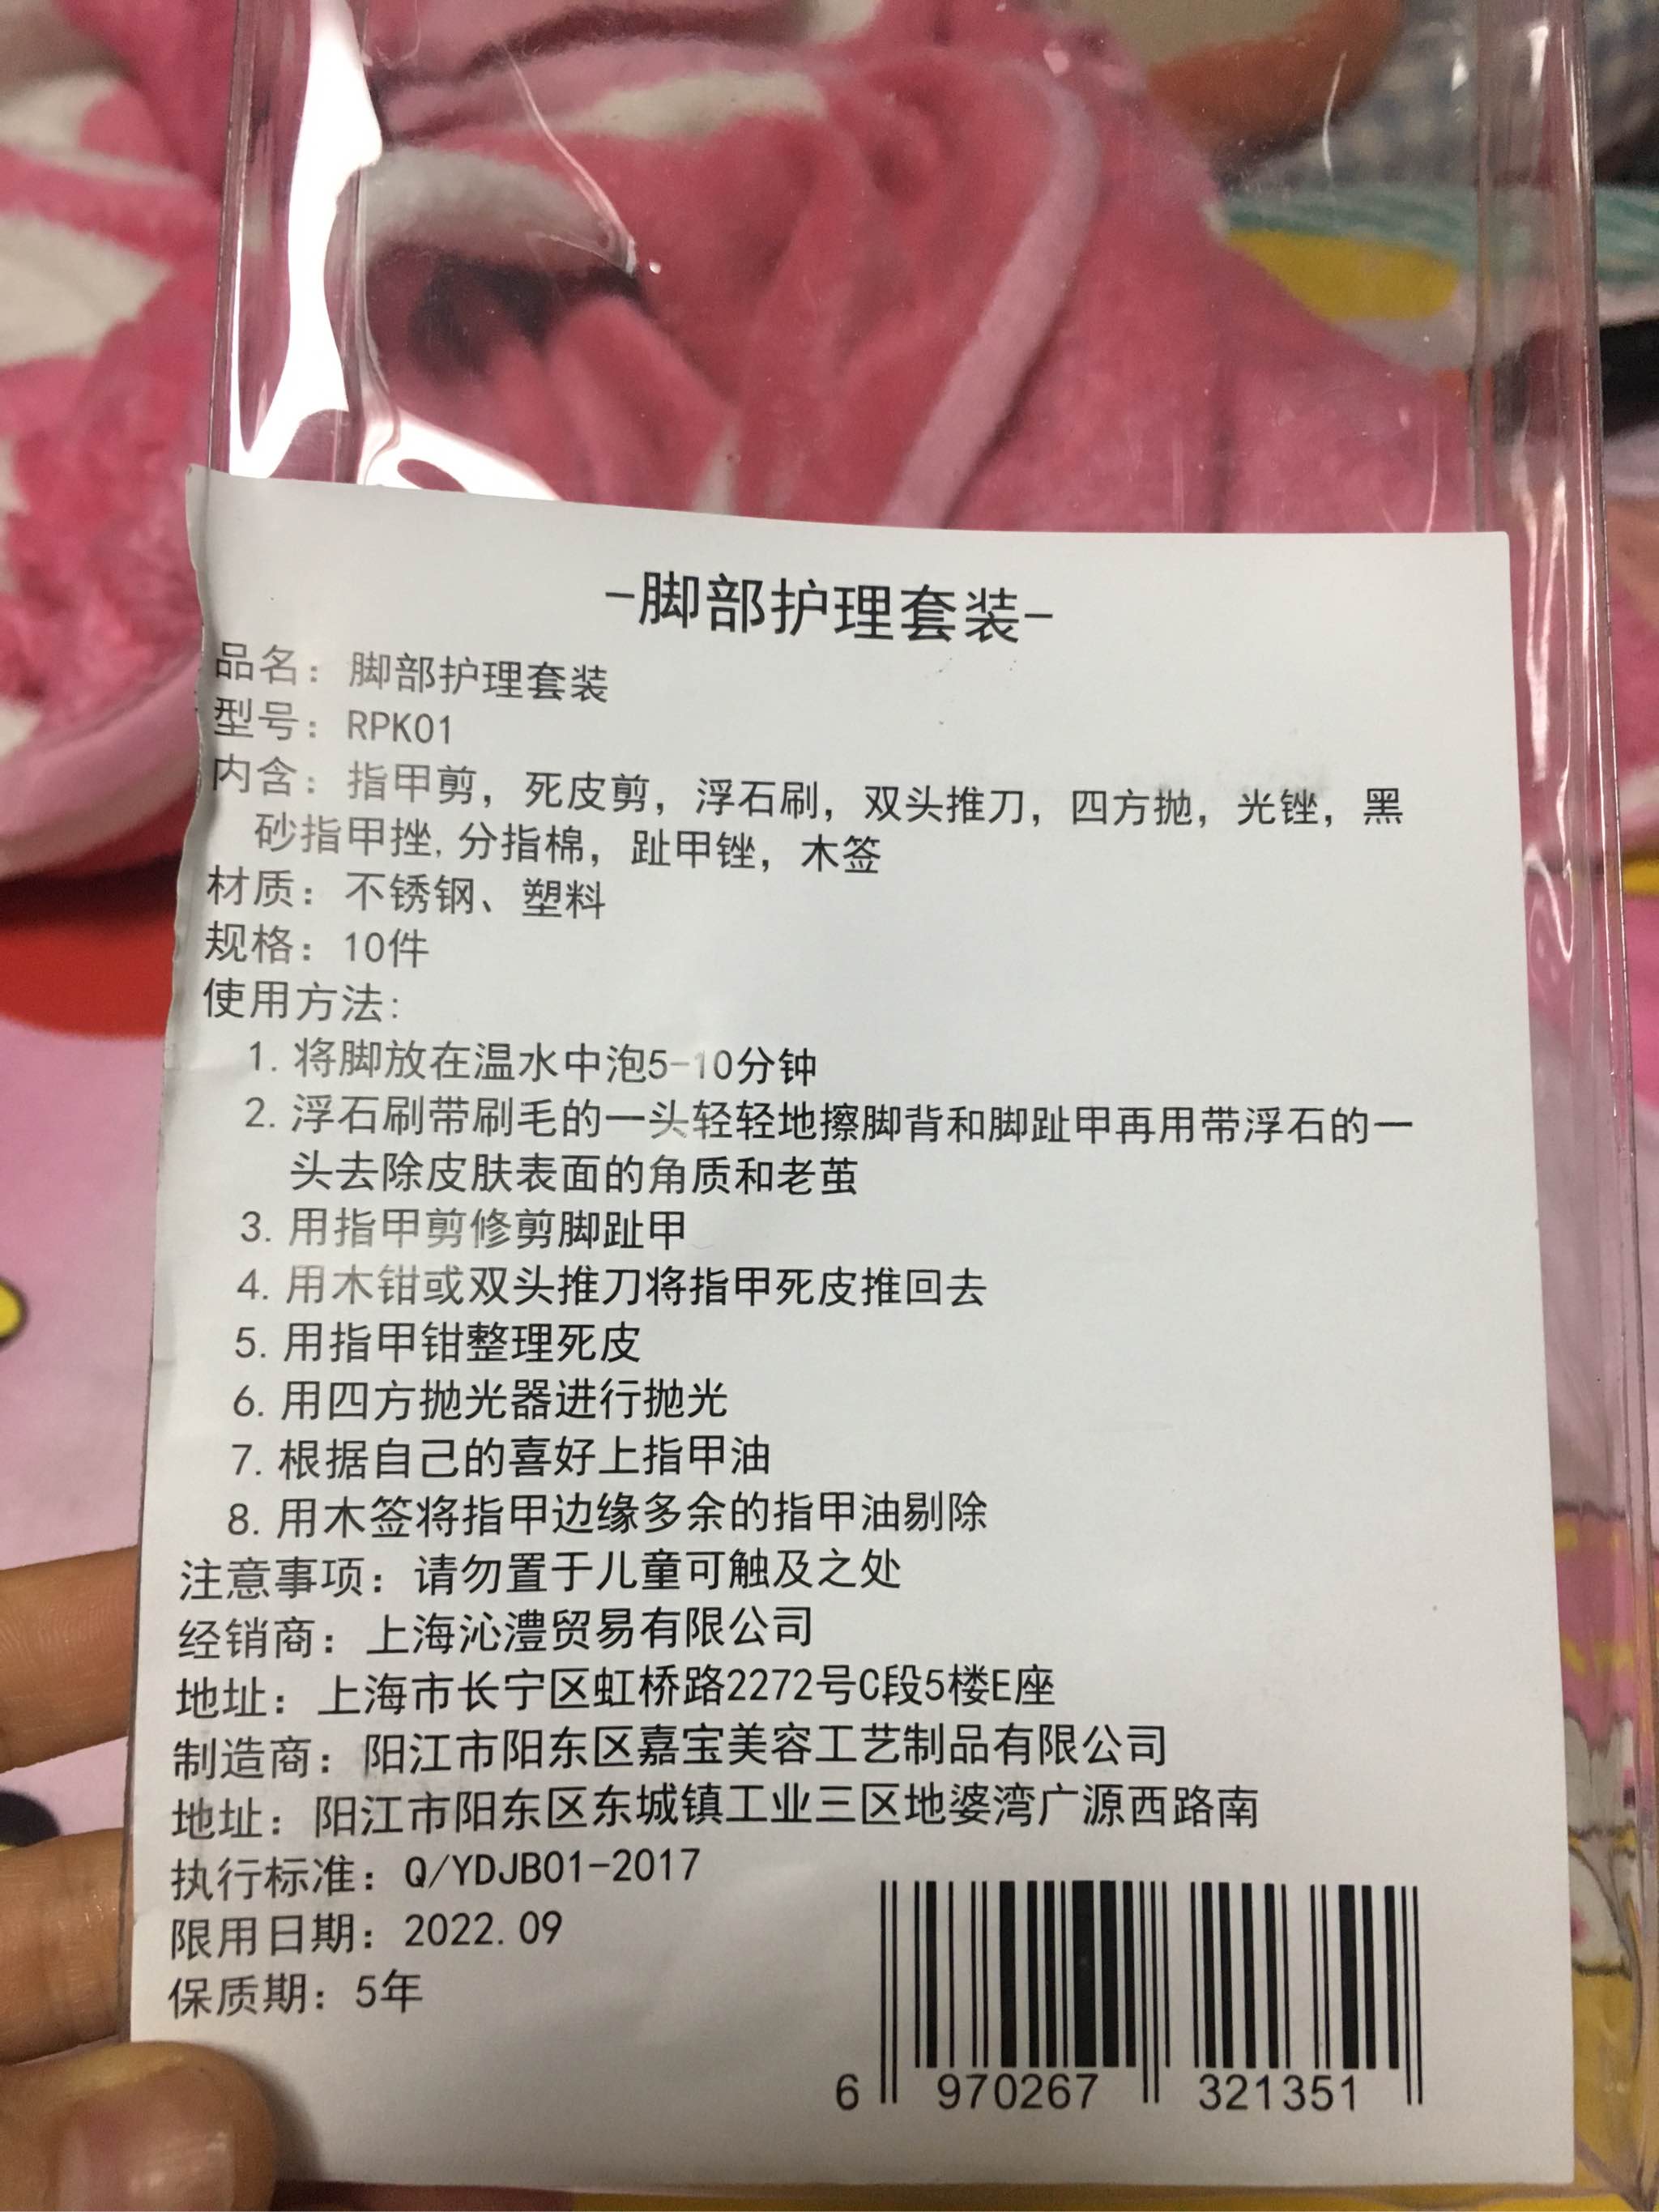 -脚部护理套装-
品名：脚部护理套装
型号：RPK01
内含：指甲剪，死皮剪，浮石刷，双头推刀，四方抛，光锉，黑
砂指甲挫,分指棉，趾甲锉，木签
材质：不锈钢、塑料
规格：10件
使用方法:
1.将脚放在温水中泡5-10分钟
2.浮石刷带刷毛的一头轻轻地擦脚背和脚趾甲再用带浮石的一
头去除皮肤表面的角质和老茧
3.用指甲剪修剪脚趾甲
4.用木钳或双头推刀将指甲死皮推回去
5.用指甲钳整理死皮
6.用四方抛光器进行抛光
7.根据自己的喜好上指甲油
8.用木签将指甲边缘多余的指甲油剔除
注意事项：请勿置于儿童可触及之处
经销商：上海沁澧贸易有限公司
地址：上海市长宁区虹桥路2272号C段5楼E座
制造商：阳江市阳东区嘉宝美容工艺制品有限公司
地址：阳江市阳东区东城镇工业三区地婆湾广源西路南
执行标准：Q/YDJB01-2017
限用日期：2022.09
保质期：5年
6 970267 321351